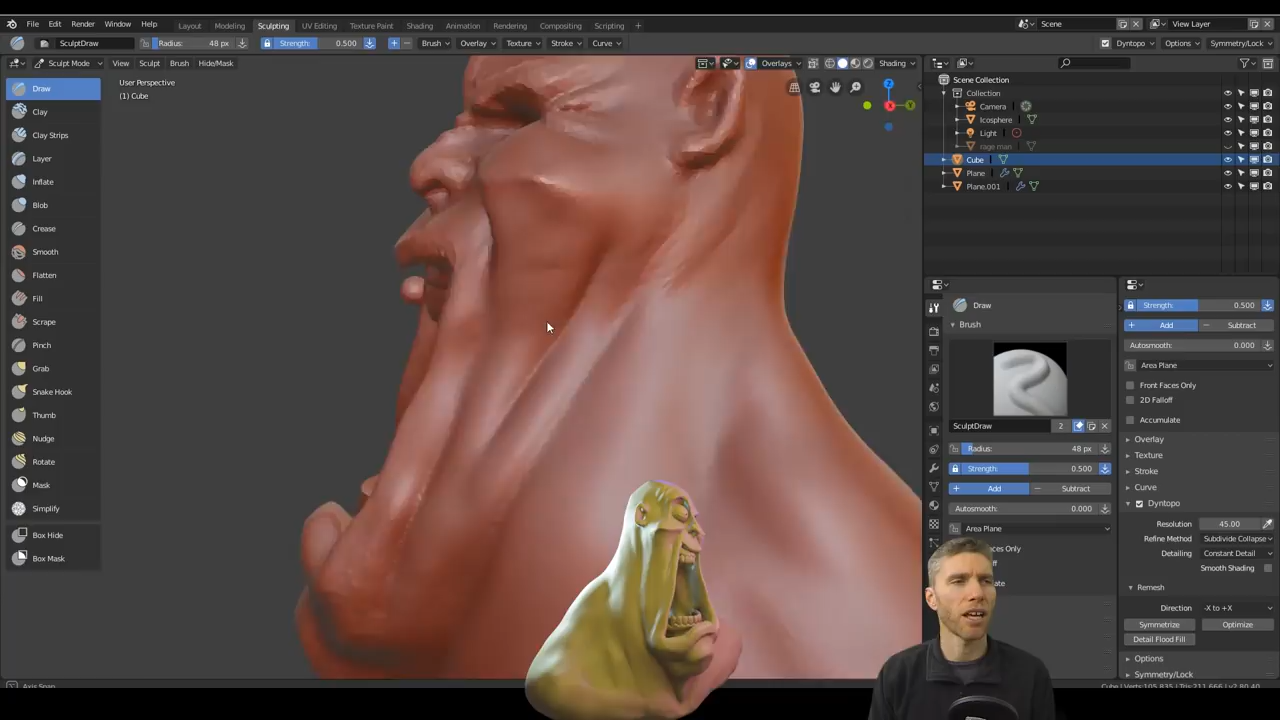 File Edit Render Window Help Layout Modeling Sculpting UV Editing Texture Paint Shading Animation Rendering Compositing Scripting + Scene View Layer
SculptDraw Radius: 48 px Strength: 0.500 + − Brush Overlay Texture Stroke Curve Dyntopo Options Symmetry/Lock
Sculpt Mode View Sculpt Brush Hide/Mask Overlays Shading
User Perspective
(1) Cube
Draw
Clay
Clay Strips
Layer
Inflate
Blob
Crease
Smooth
Flatten
Fill
Scrape
Pinch
Grab
Snake Hook
Thumb
Nudge
Rotate
Mask
Simplify
Box Hide
Box Mask
Y
X
Z
Scene Collection
Collection
Camera
Icosphere
Light
rage man
Cube
Plane
Plane.001
Draw
Brush
SculptDraw 2
Radius: 48 px
Strength: 0.500
+ Add − Subtract
Autosmooth: 0.000
Area Plane
es Only
ff
Strength: 0.500
+ Add − Subtract
Autosmooth: 0.000
Area Plane
Front Faces Only
2D Falloff
Accumulate
Overlay
Texture
Stroke
Curve
Dyntopo
Resolution 45.00
Refine Method Subdivide Collapse
Detailing Constant Detail
Smooth Shading
Remesh
Direction -X to +X
Symmetrize Optimize
Detail Flood Fill
Options
Symmetry/Lock
Axis Snap